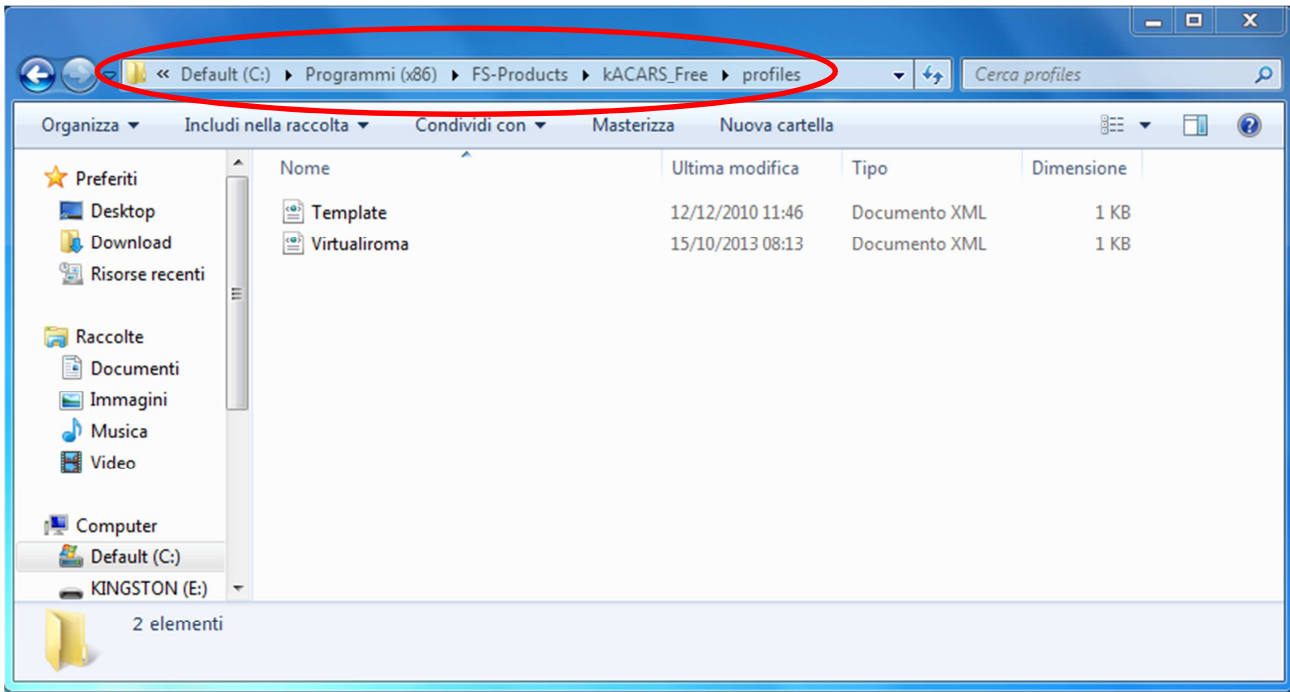 « Default (C:) ▸ Programmi (x86) ▸ FS-Products ▸ kACARS_Free ▸ profiles
Cerca profiles
Organizza Includi nella raccolta Condividi con Masterizza Nuova cartella
Preferiti
Desktop
Download
Risorse recenti
Raccolte
Documenti
Immagini
Musica
Video
Computer
Default (C:)
KINGSTON (E:)
Nome Ultima modifica Tipo Dimensione
Template 12/12/2010 11:46 Documento XML 1 KB
Virtualiroma 15/10/2013 08:13 Documento XML 1 KB
2 elementi